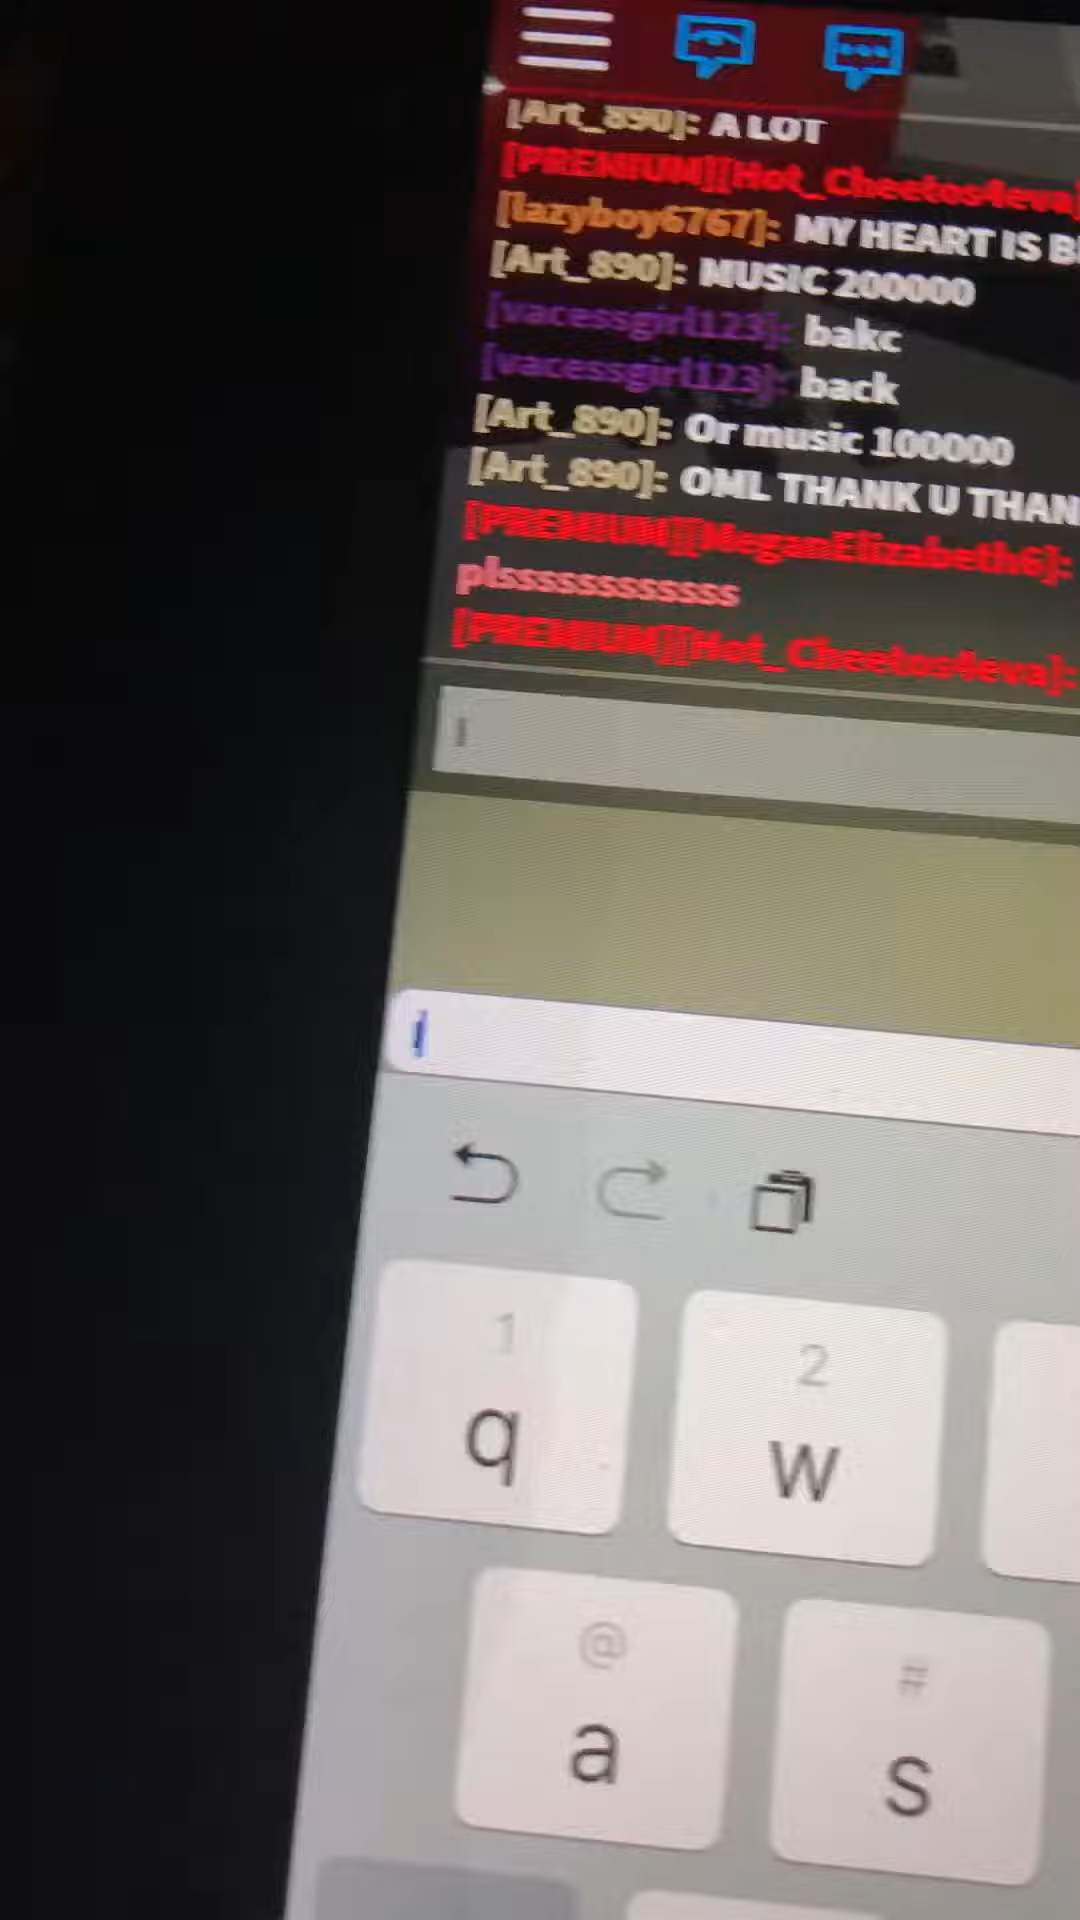 [Art_890]: A LOT
[PREMIUM][Hot_Cheetos4eva]
[lazyboy6767]: MY HEART IS
[Art_890]: MUSIC 200000
[vacessgirl123]: bakc
[vacessgirl123]: back
[Art_890]: Or music 100000
[Art_890]: OML THANK U THAN
[PREMIUM][MeganElizabeth6]:
plssssssssssss
[PREMIUM][Hot_Cheetos4eva]:
1 2
q w
@ #
a s